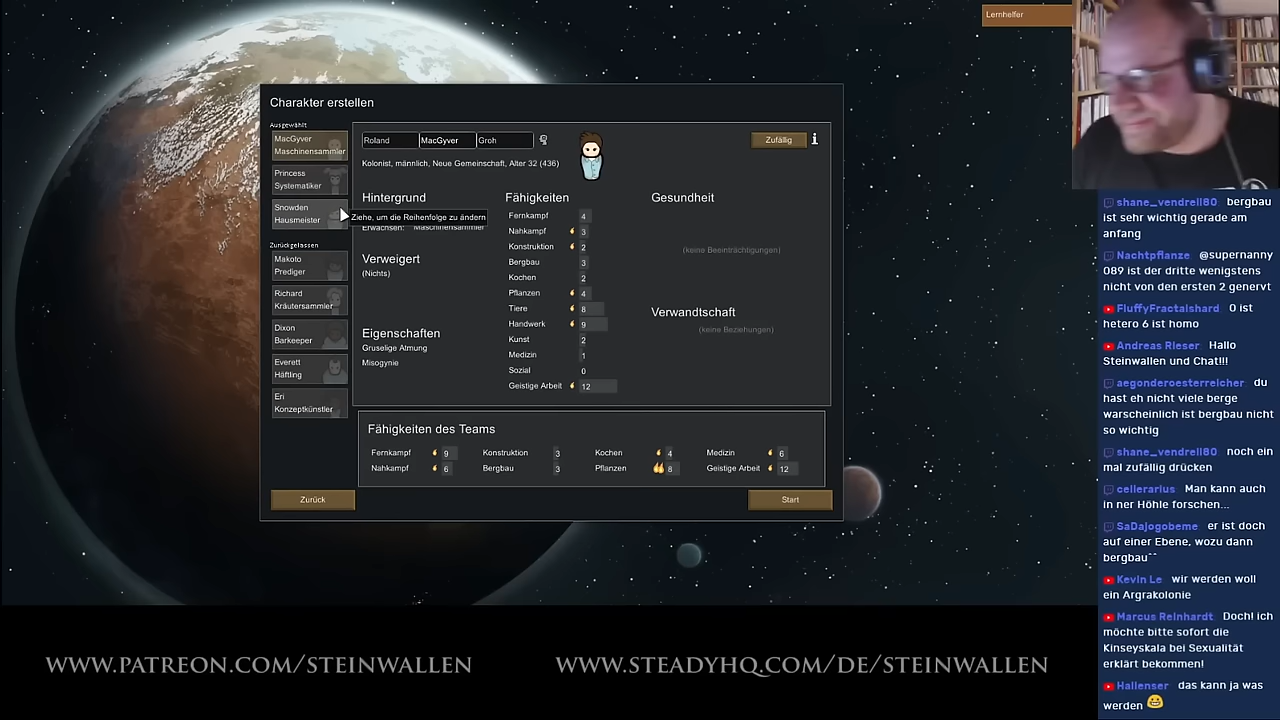 Lernhelfer
Charakter erstellen
Ausgewählt
MacGyver
Maschinensammler
Princess
Systematiker
Snowden
Hausmeister
Zurückgelassen
Makoto
Prediger
Richard
Kräutersammler
Dixon
Barkeeper
Everett
Häftling
Eri
Konzeptkünstler
Roland MacGyver Groh
Zufällig
Kolonist, männlich, Neue Gemeinschaft, Alter 32 (436)
Hintergrund
Ziehe, um die Reihenfolge zu ändern
Erwachsen: Maschinensammler
Verweigert
(Nichts)
Eigenschaften
Gruselige Atmung
Misogynie
Fähigkeiten
Fernkampf 4
Nahkampf 3
Konstruktion 2
Bergbau 3
Kochen 2
Pflanzen 4
Tiere 8
Handwerk 9
Kunst 2
Medizin 1
Sozial 0
Geistige Arbeit 12
Gesundheit
(keine Beeinträchtigungen)
Verwandtschaft
(keine Beziehungen)
Fähigkeiten des Teams
Fernkampf 9 Konstruktion 3 Kochen 4 Medizin 6
Nahkampf 6 Bergbau 3 Pflanzen 8 Geistige Arbeit 12
Zurück
Start
shane_vendrell80 bergbau
ist sehr wichtig gerade am
anfang
Nachtpflanze @supernanny
089 ist der dritte wenigstens
nicht von den ersten 2 genervt
FluffyFractalshard 0 ist
hetero 6 ist homo
Andreas Rieser Hallo
Steinwallen und Chat!!!
aegonderoesterreicher du
hast eh nicht viele berge
warscheinlich ist bergbau nicht
so wichtig
shane_vendrell80 noch ein
mal zufällig drücken
cellerarius Man kann auch
in ner Höhle forschen...
SaDaJogobeme er ist doch
auf einer Ebene, wozu dann
bergbau^^
Kevin Le wir werden woll
ein Argrakolonie
Marcus Reinhardt Doch! ich
möchte bitte sofort die
Kinseyskala bei Sexualität
erklärt bekommen!
Hallenser das kann ja was
werden
WWW.PATREON.COM/STEINWALLEN
WWW.STEADYHQ.COM/DE/STEINWALLEN